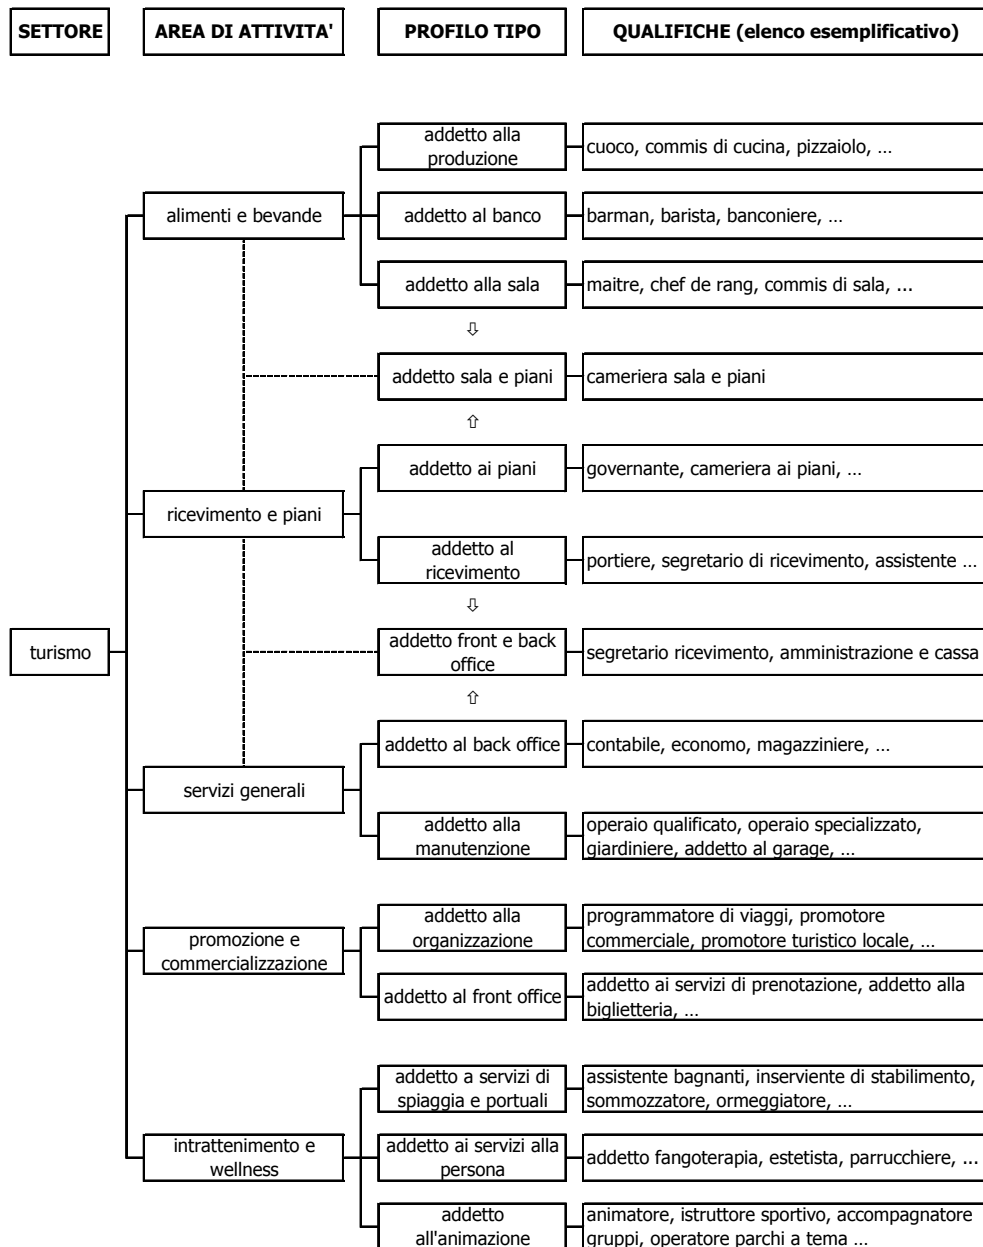 SETTORE
AREA DI ATTIVITA'
PROFILO TIPO
QUALIFICHE (elenco esemplificativo)
addetto alla
produzione
cuoco, commis di cucina, pizzaiolo, …
alimenti e bevande
addetto al banco
barman, barista, banconiere, …
addetto alla sala
maitre, chef de rang, commis di sala, ...
⇩
addetto sala e piani
cameriera sala e piani
⇧
addetto ai piani
governante, cameriera ai piani, …
ricevimento e piani
addetto al
ricevimento
portiere, segretario di ricevimento, assistente …
⇩
turismo
addetto front e back
office
segretario ricevimento, amministrazione e cassa
⇧
addetto al back office
contabile, economo, magazziniere, …
servizi generali
addetto alla
manutenzione
operaio qualificato, operaio specializzato,
giardiniere, addetto al garage, …
promozione e
commercializzazione
addetto alla
organizzazione
programmatore di viaggi, promotore
commerciale, promotore turistico locale, …
addetto al front office
addetto ai servizi di prenotazione, addetto alla
biglietteria, …
addetto a servizi di
spiaggia e portuali
assistente bagnanti, inserviente di stabilimento,
sommozzatore, ormeggiatore, …
intrattenimento e
wellness
addetto ai servizi alla
persona
addetto fangoterapia, estetista, parrucchiere, ...
addetto
all'animazione
animatore, istruttore sportivo, accompagnatore
gruppi, operatore parchi a tema …